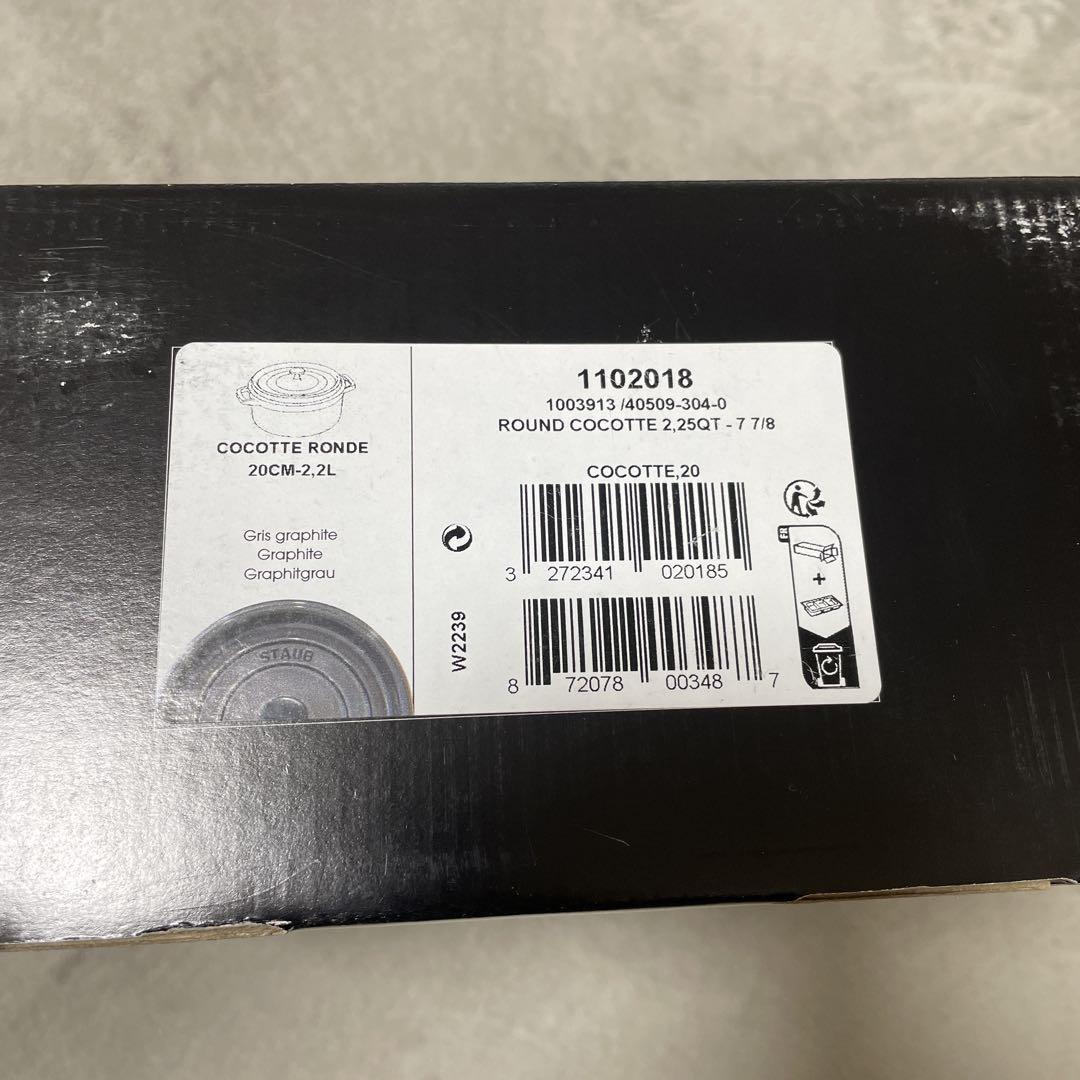 COCOTTE RONDE
20CM-2,2L
Gris graphite
Graphite
Graphitgrau
STAUB
1102018
1003913 /40509-304-0
ROUND COCOTTE 2,25QT - 7 7/8
COCOTTE,20
3 272341 020185
W2239
8 72078 00348 7
FR
+